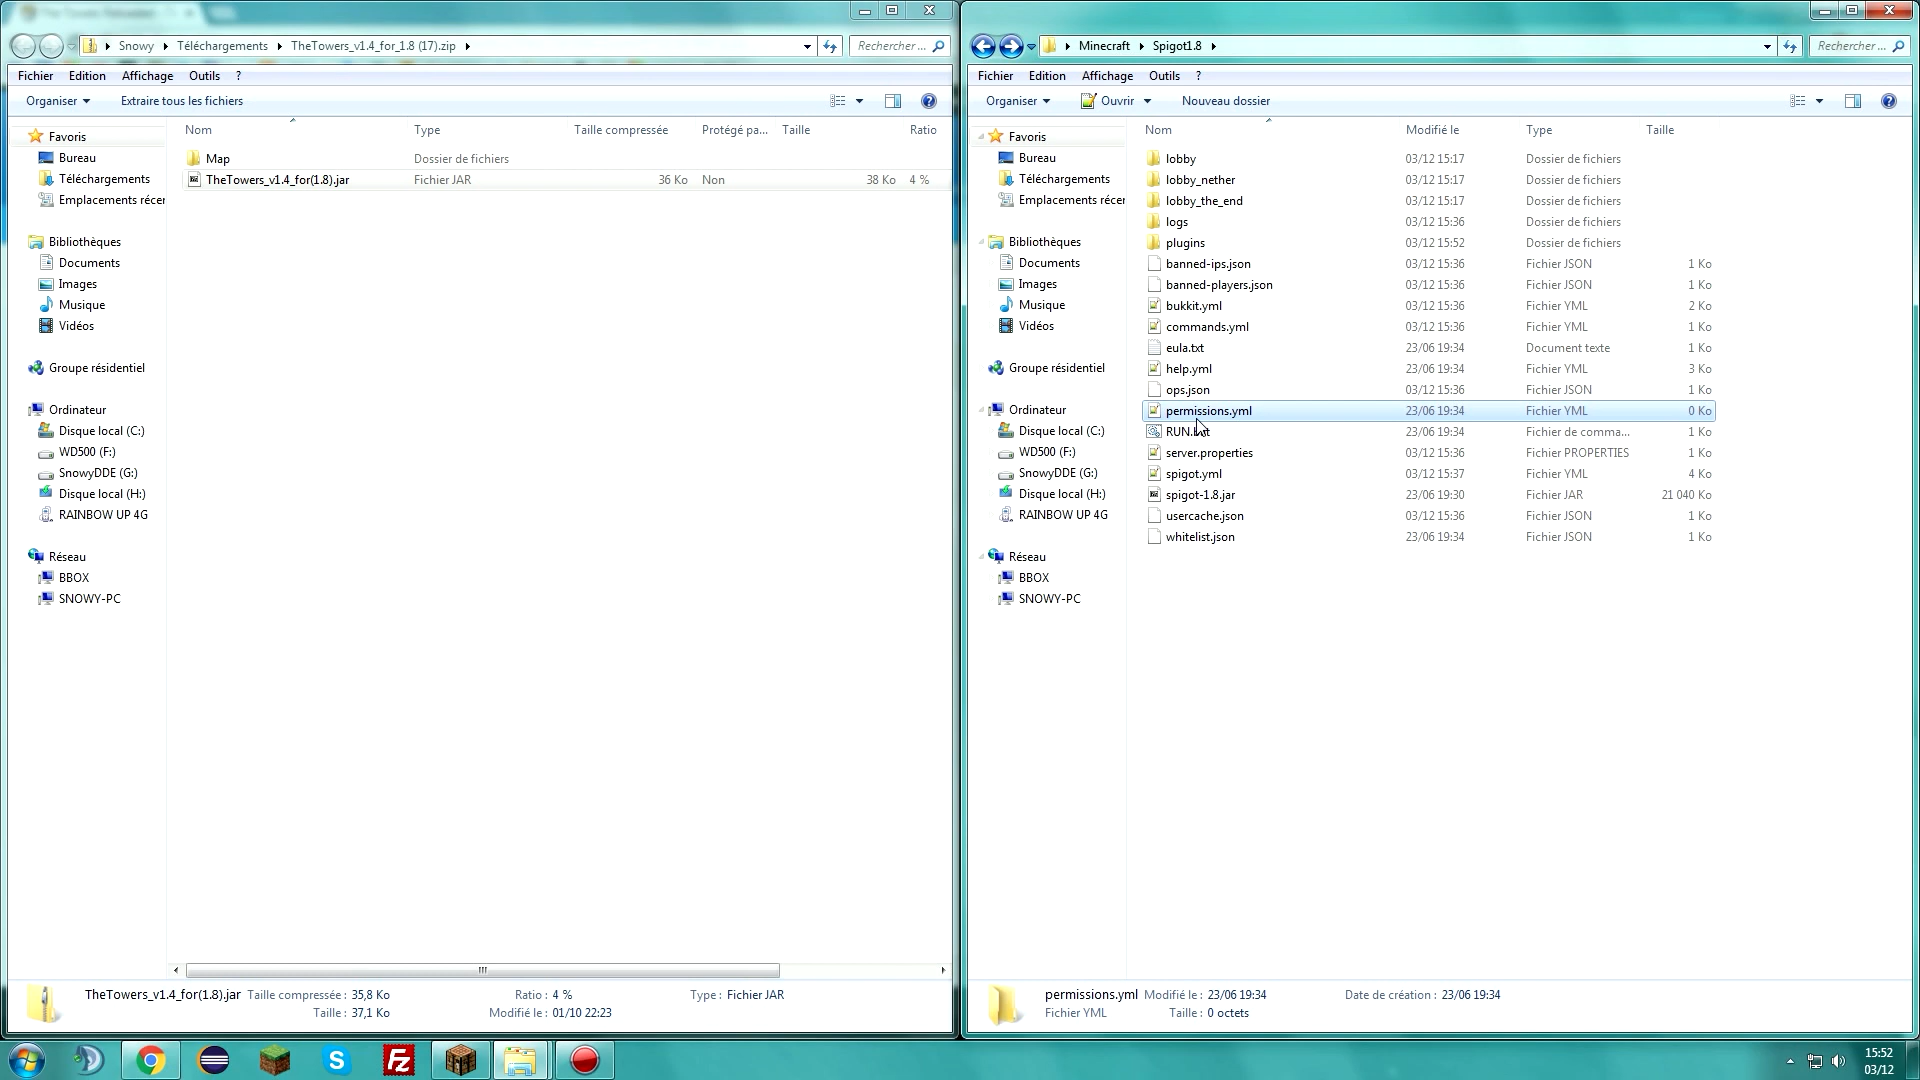 Snowy ▸ Téléchargements ▸ TheTowers_v1.4_for_1.8 (17).zip ▸
Rechercher ...
Fichier Edition Affichage Outils ?
Organiser ▾ Extraire tous les fichiers
Favoris
Bureau
Téléchargements
Emplacements récer
Bibliothèques
Documents
Images
Musique
Vidéos
Groupe résidentiel
Ordinateur
Disque local (C:)
WD500 (F:)
SnowyDDE (G:)
Disque local (H:)
RAINBOW UP 4G
Réseau
BBOX
SNOWY-PC
Nom Type Taille compressée Protégé pa... Taille Ratio
Map Dossier de fichiers
TheTowers_v1.4_for(1.8).jar Fichier JAR 36 Ko Non 38 Ko 4 %
TheTowers_v1.4_for(1.8).jar Taille compressée : 35,8 Ko Ratio : 4 % Type : Fichier JAR
Taille : 37,1 Ko Modifié le : 01/10 22:23
Minecraft ▸ Spigot1.8 ▸
Rechercher ...
Fichier Edition Affichage Outils ?
Organiser ▾ Ouvrir ▾ Nouveau dossier
Favoris
Bureau
Téléchargements
Emplacements récer
Bibliothèques
Documents
Images
Musique
Vidéos
Groupe résidentiel
Ordinateur
Disque local (C:)
WD500 (F:)
SnowyDDE (G:)
Disque local (H:)
RAINBOW UP 4G
Réseau
BBOX
SNOWY-PC
Nom Modifié le Type Taille
lobby 03/12 15:17 Dossier de fichiers
lobby_nether 03/12 15:17 Dossier de fichiers
lobby_the_end 03/12 15:17 Dossier de fichiers
logs 03/12 15:36 Dossier de fichiers
plugins 03/12 15:52 Dossier de fichiers
banned-ips.json 03/12 15:36 Fichier JSON 1 Ko
banned-players.json 03/12 15:36 Fichier JSON 1 Ko
bukkit.yml 03/12 15:36 Fichier YML 2 Ko
commands.yml 03/12 15:36 Fichier YML 1 Ko
eula.txt 23/06 19:34 Document texte 1 Ko
help.yml 23/06 19:34 Fichier YML 3 Ko
ops.json 03/12 15:36 Fichier JSON 1 Ko
permissions.yml 23/06 19:34 Fichier YML 0 Ko
RUN.bat 23/06 19:34 Fichier de comma... 1 Ko
server.properties 03/12 15:36 Fichier PROPERTIES 1 Ko
spigot.yml 03/12 15:37 Fichier YML 4 Ko
spigot-1.8.jar 23/06 19:30 Fichier JAR 21 040 Ko
usercache.json 03/12 15:36 Fichier JSON 1 Ko
whitelist.json 23/06 19:34 Fichier JSON 1 Ko
permissions.yml Modifié le : 23/06 19:34 Date de création : 23/06 19:34
Fichier YML Taille : 0 octets
15:52
03/12